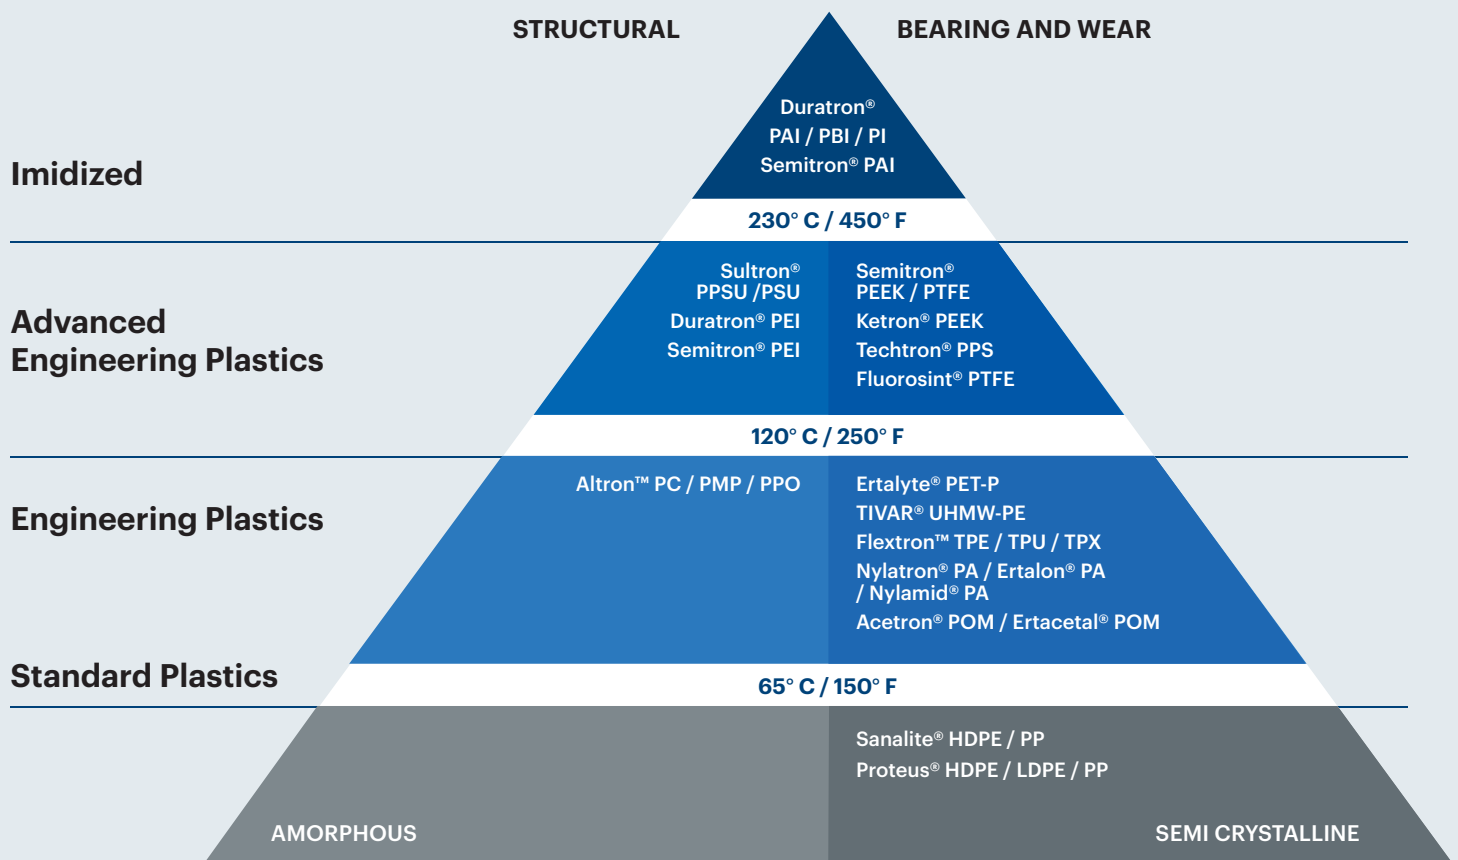 STRUCTURAL
BEARING AND WEAR
Duratron®
PAI / PBI / PI
Semitron® PAI
Imidized
230° C / 450° F
Advanced
Engineering Plastics
Sultron®
PPSU /PSU
Duratron® PEI
Semitron® PEI
Semitron®
PEEK / PTFE
Ketron® PEEK
Techtron® PPS
Fluorosint® PTFE
120° C / 250° F
Engineering Plastics
Altron™ PC / PMP / PPO
Ertalyte® PET-P
TIVAR® UHMW-PE
Flextron™ TPE / TPU / TPX
Nylatron® PA / Ertalon® PA
/ Nylamid® PA
Acetron® POM / Ertacetal® POM
Standard Plastics
65° C / 150° F
Sanalite® HDPE / PP
Proteus® HDPE / LDPE / PP
AMORPHOUS
SEMI CRYSTALLINE